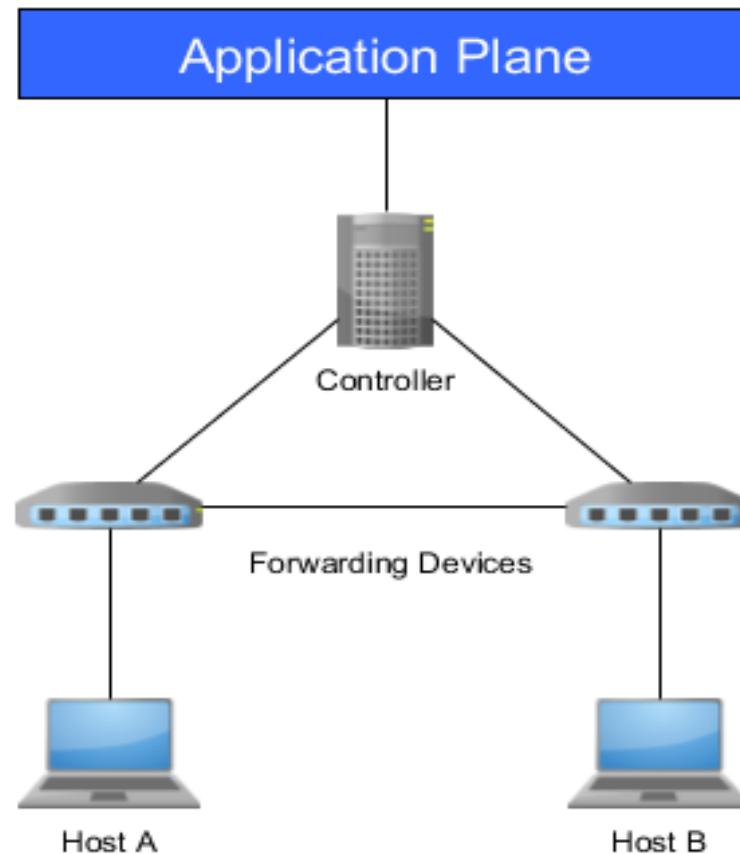 Application Plane
Controller
Forwarding Devices
Host A
Host B